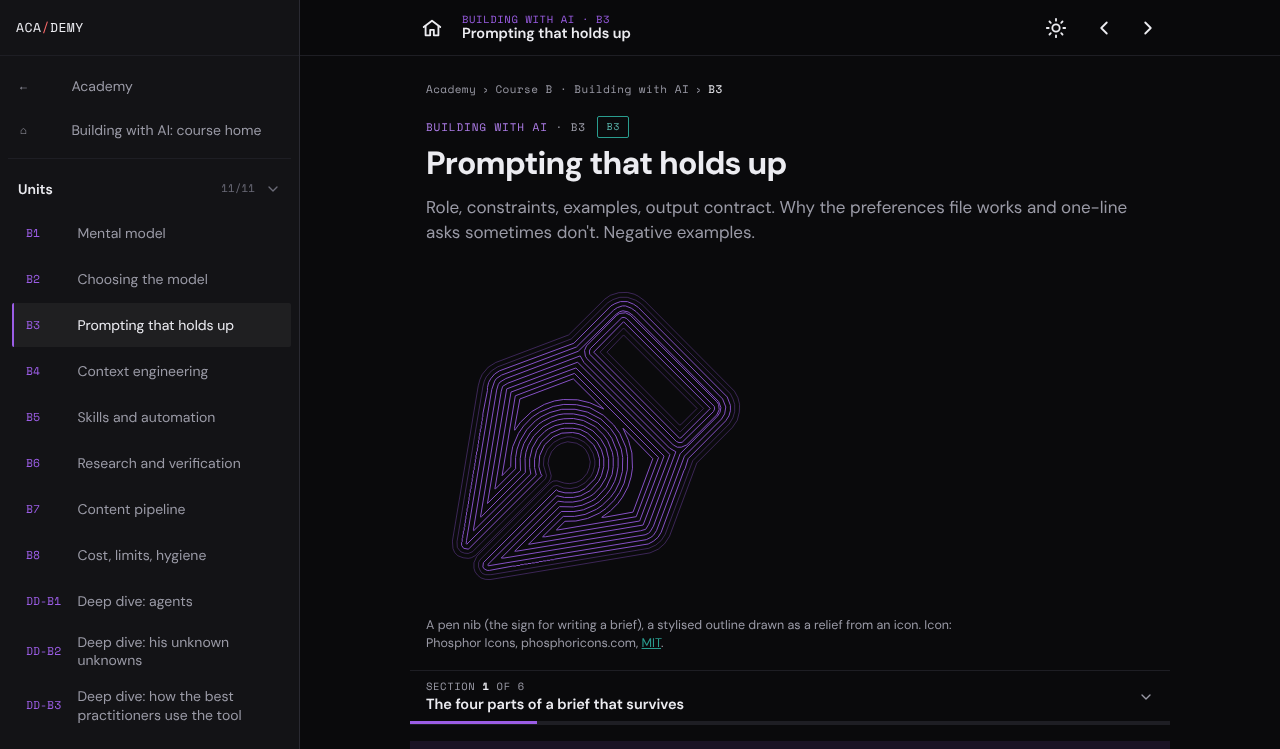 ACA/DEMY
← Academy
⌂ Building with AI: course home
Units 11/11
B1 Mental model
B2 Choosing the model
B3 Prompting that holds up
B4 Context engineering
B5 Skills and automation
B6 Research and verification
B7 Content pipeline
B8 Cost, limits, hygiene
DD-B1 Deep dive: agents
DD-B2 Deep dive: his unknown
unknowns
DD-B3 Deep dive: how the best
practitioners use the tool
BUILDING WITH AI · B3
Prompting that holds up
Academy › Course B · Building with AI › B3
BUILDING WITH AI · B3 B3
Prompting that holds up
Role, constraints, examples, output contract. Why the preferences file works and one-line
asks sometimes don't. Negative examples.
A pen nib (the sign for writing a brief), a stylised outline drawn as a relief from an icon. Icon:
Phosphor Icons, phosphoricons.com, MIT.
SECTION 1 OF 6
The four parts of a brief that survives